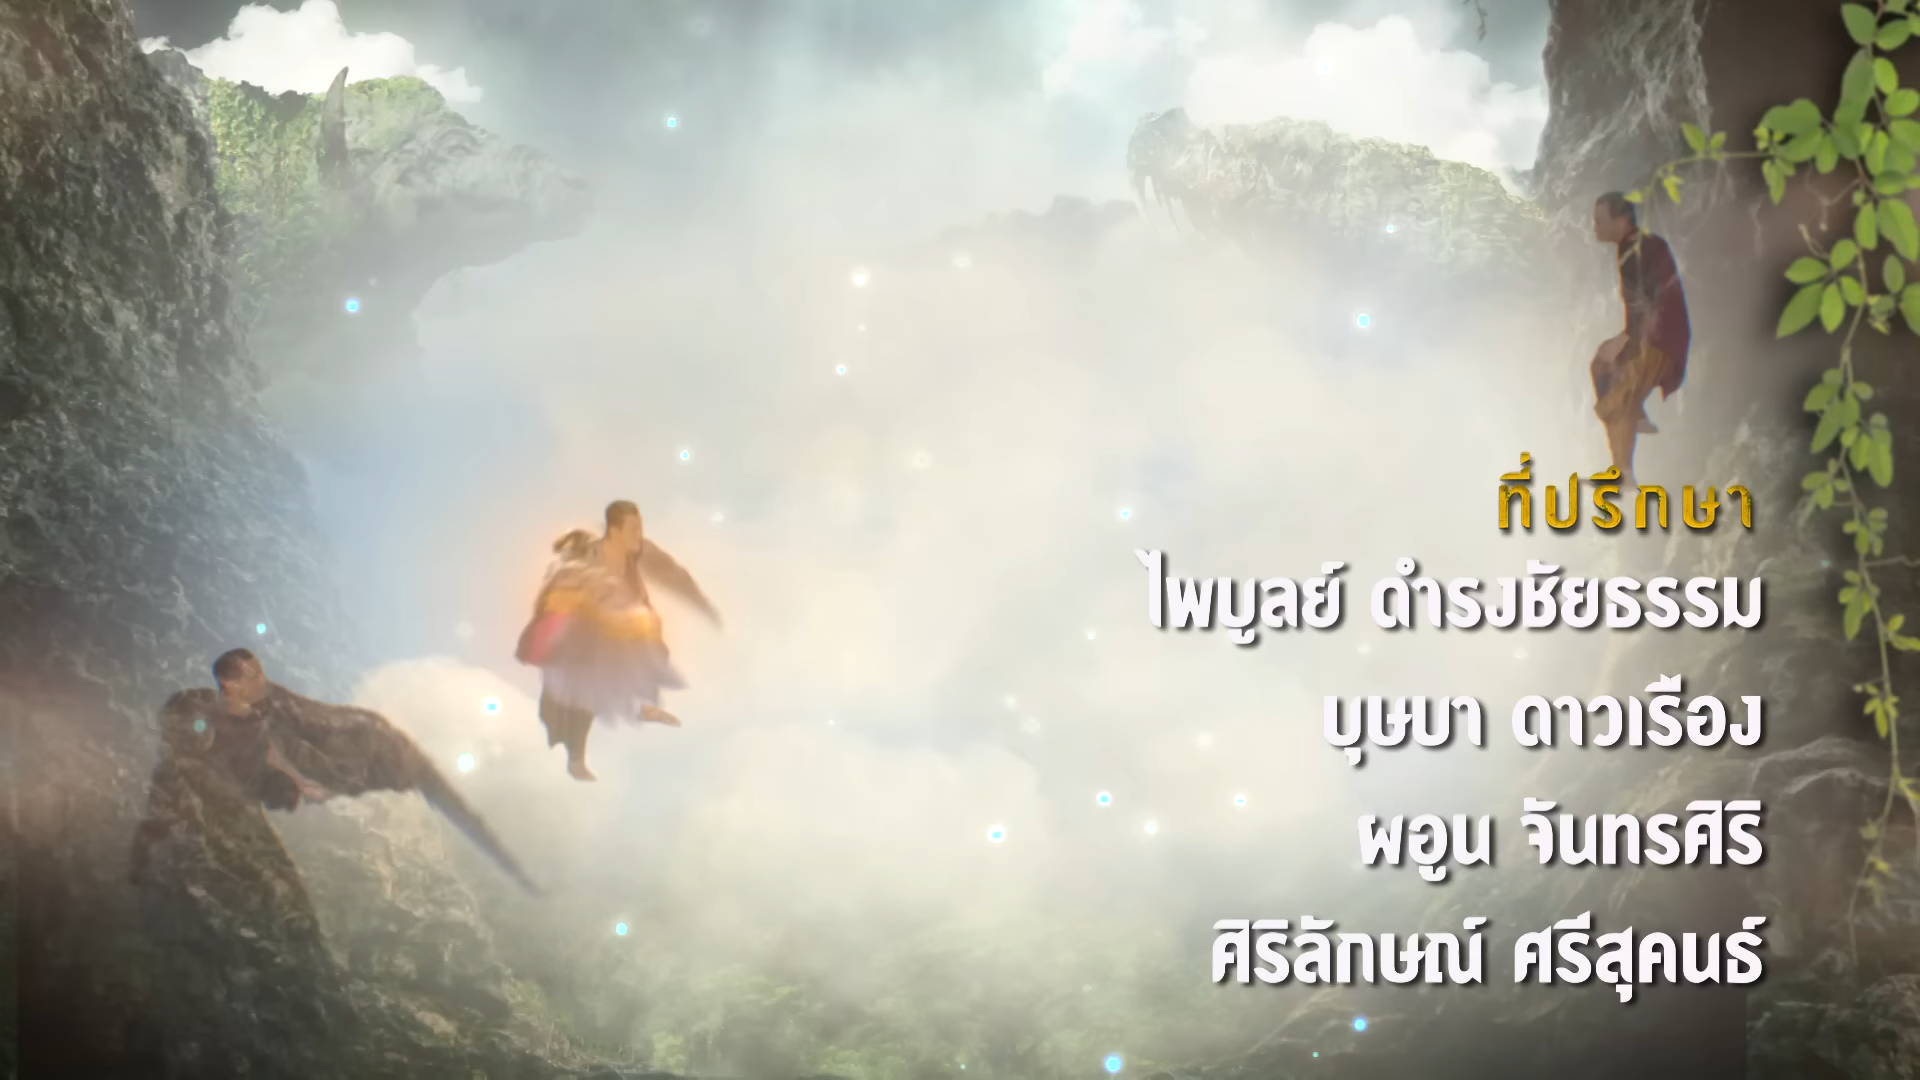 ที่ปรึกษา
ไพบูลย์ ดำรงชัยธรรม
บุษบา ดาวเรือง
ผอูน จันทรศิริ
ศิริลักษณ์ ศรีสุคนธ์